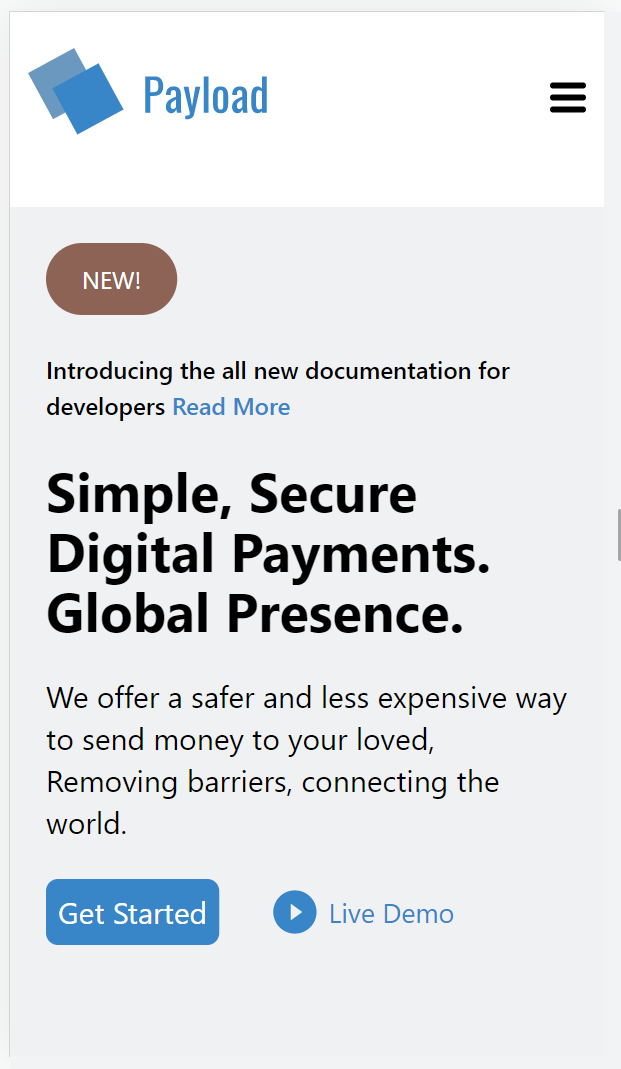 Payload
NEW!
Introducing the all new documentation for
developers Read More
Simple, Secure
Digital Payments.
Global Presence.
We offer a safer and less expensive way
to send money to your loved,
Removing barriers, connecting the
world.
Get Started
Live Demo